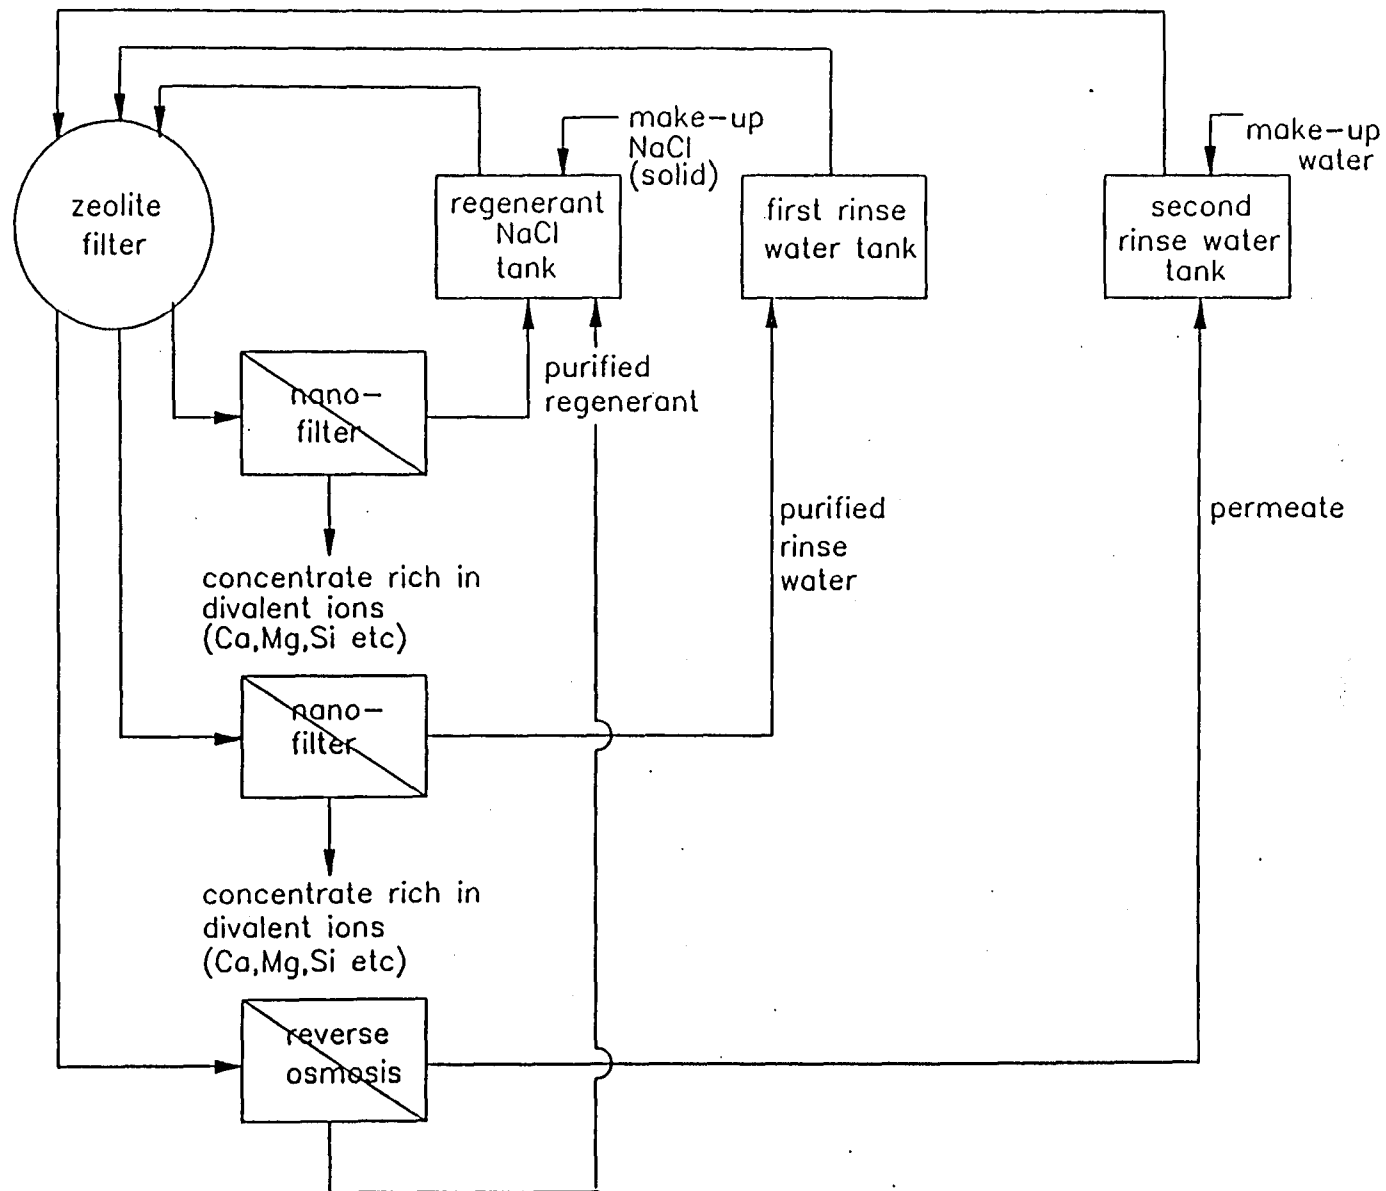 make-up
NaCl
(solid)
make-up
water
zeolite
filter
regenerant
NaCl
tank
first rinse
water tank
second
rinse water
tank
nano-
filter
purified
regenerant
purified
rinse
water
permeate
concentrate rich in
divalent ions
(Ca,Mg,Si etc)
nano-
filter
concentrate rich in
divalent ions
(Ca,Mg,Si etc)
reverse
osmosis